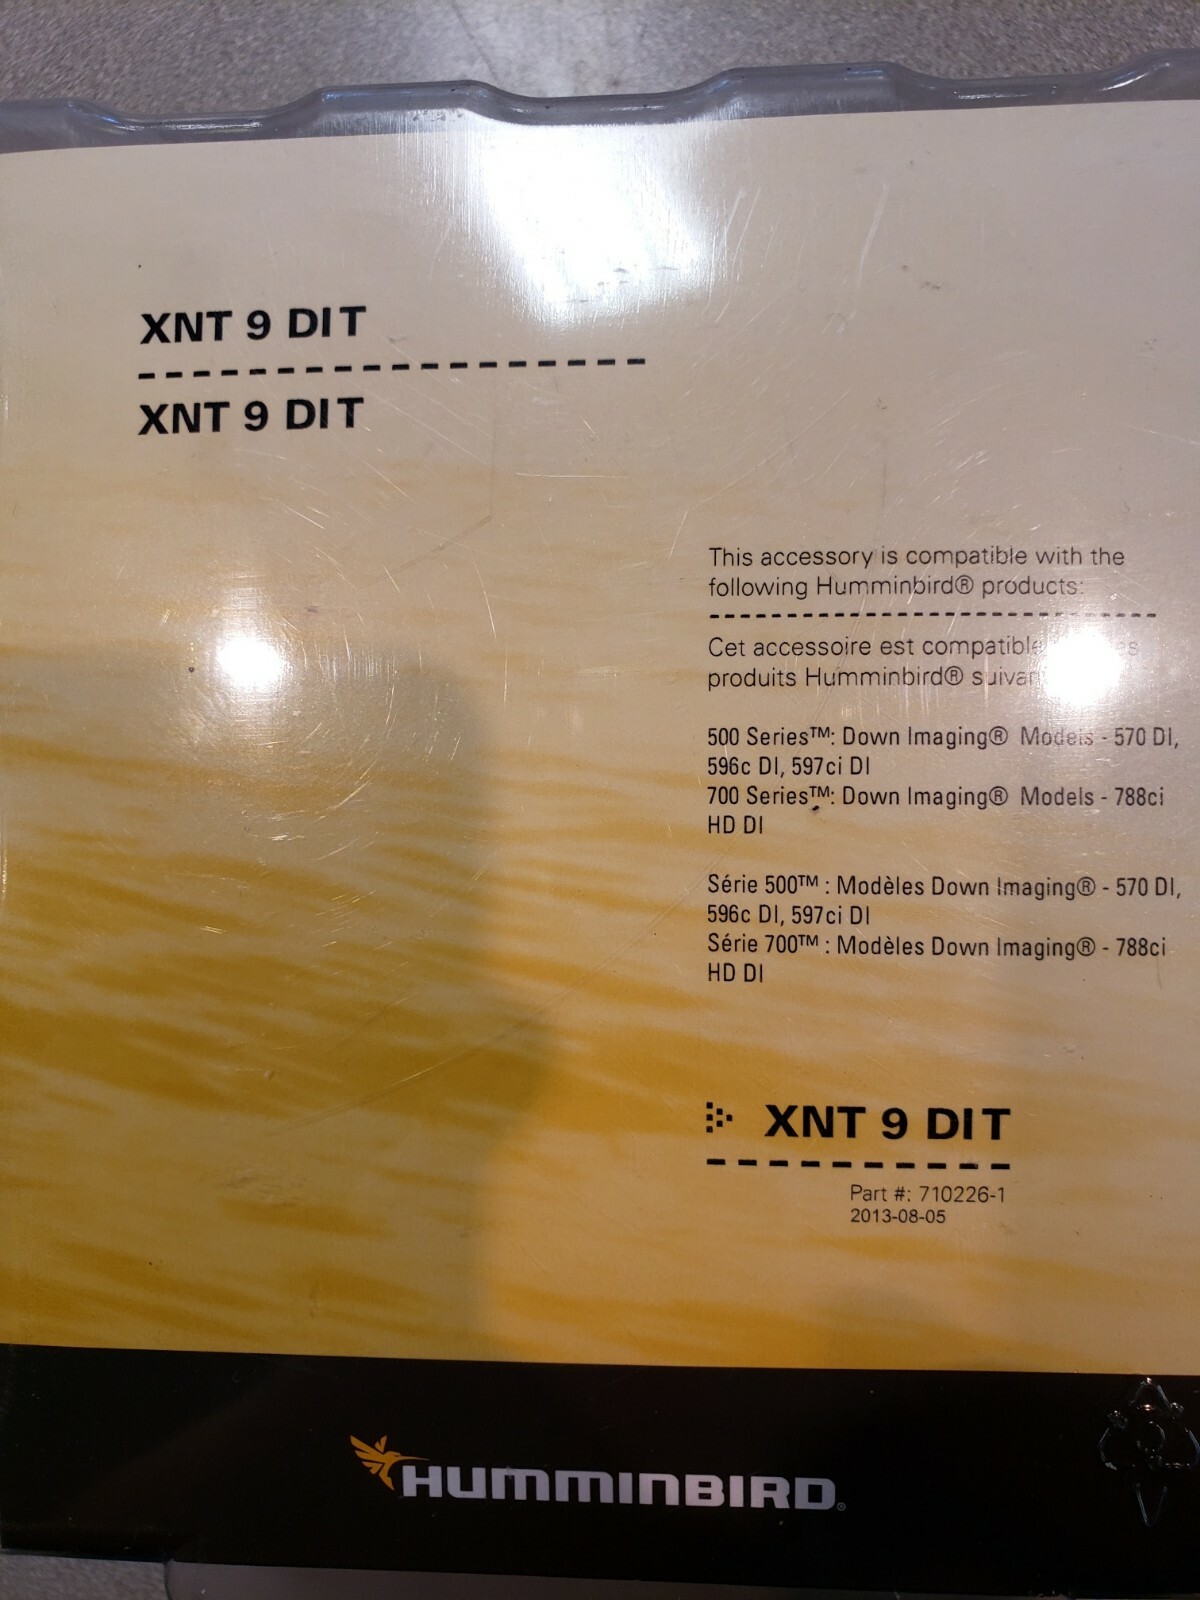 XNT 9 DI T
XNT 9 DI T
This accessory is compatible with the
following Humminbird® products:
Cet accessoire est compatible
produits Humminbird®
500 Series™: Down Imaging® Models - 570 DI,
596c DI, 597ci DI
700 Series™: Down Imaging® Models - 788ci
HD DI
Série 500™ : Modèles Down Imaging® - 570 DI,
596c DI, 597ci DI
Série 700™ : Modèles Down Imaging® - 788ci
HD DI
XNT 9 DI T
Part #: 710226-1
2013-08-05
HUMMINBIRD®